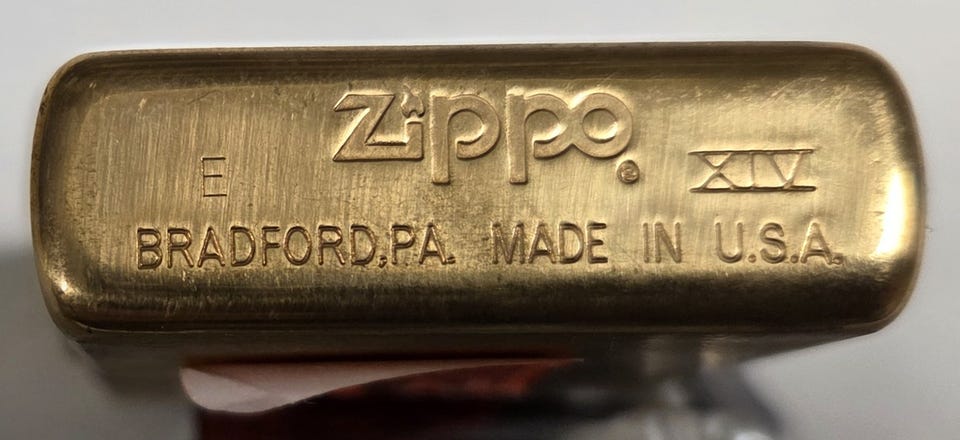 Zippo®
E XIV
BRADFORD,PA. MADE IN U.S.A.